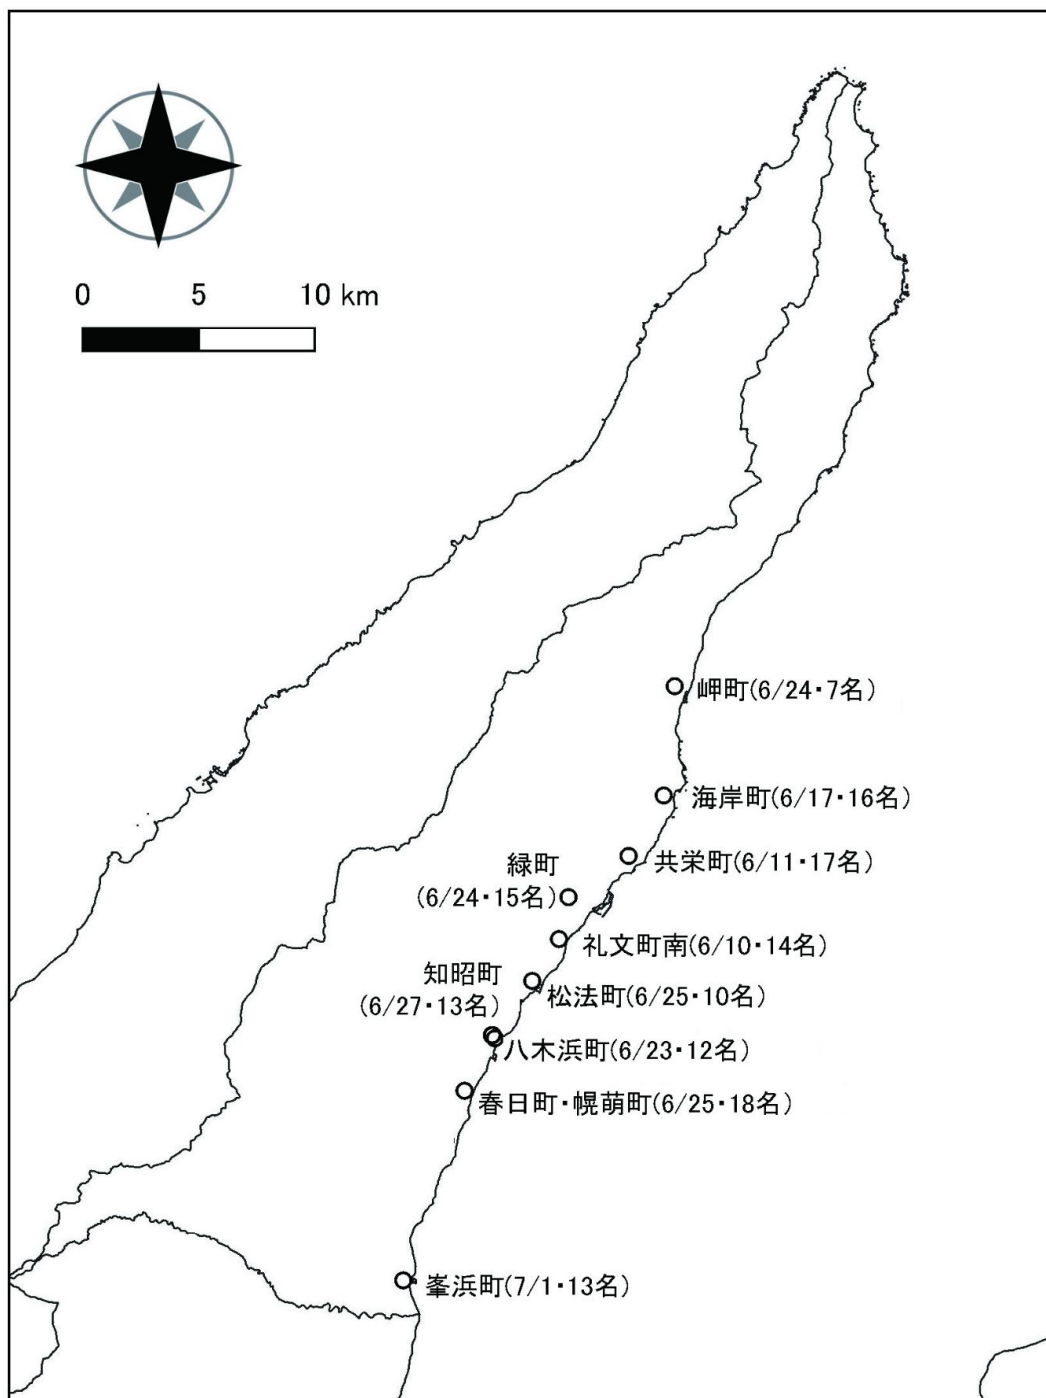 0 5 10 km
岬町(6/24・7名)
海岸町(6/17・16名)
共栄町(6/11・17名)
緑町
(6/24・15名)
礼文町南(6/10・14名)
知昭町
(6/27・13名)
松法町(6/25・10名)
八木浜町(6/23・12名)
春日町・幌萌町(6/25・18名)
峯浜町(7/1・13名)